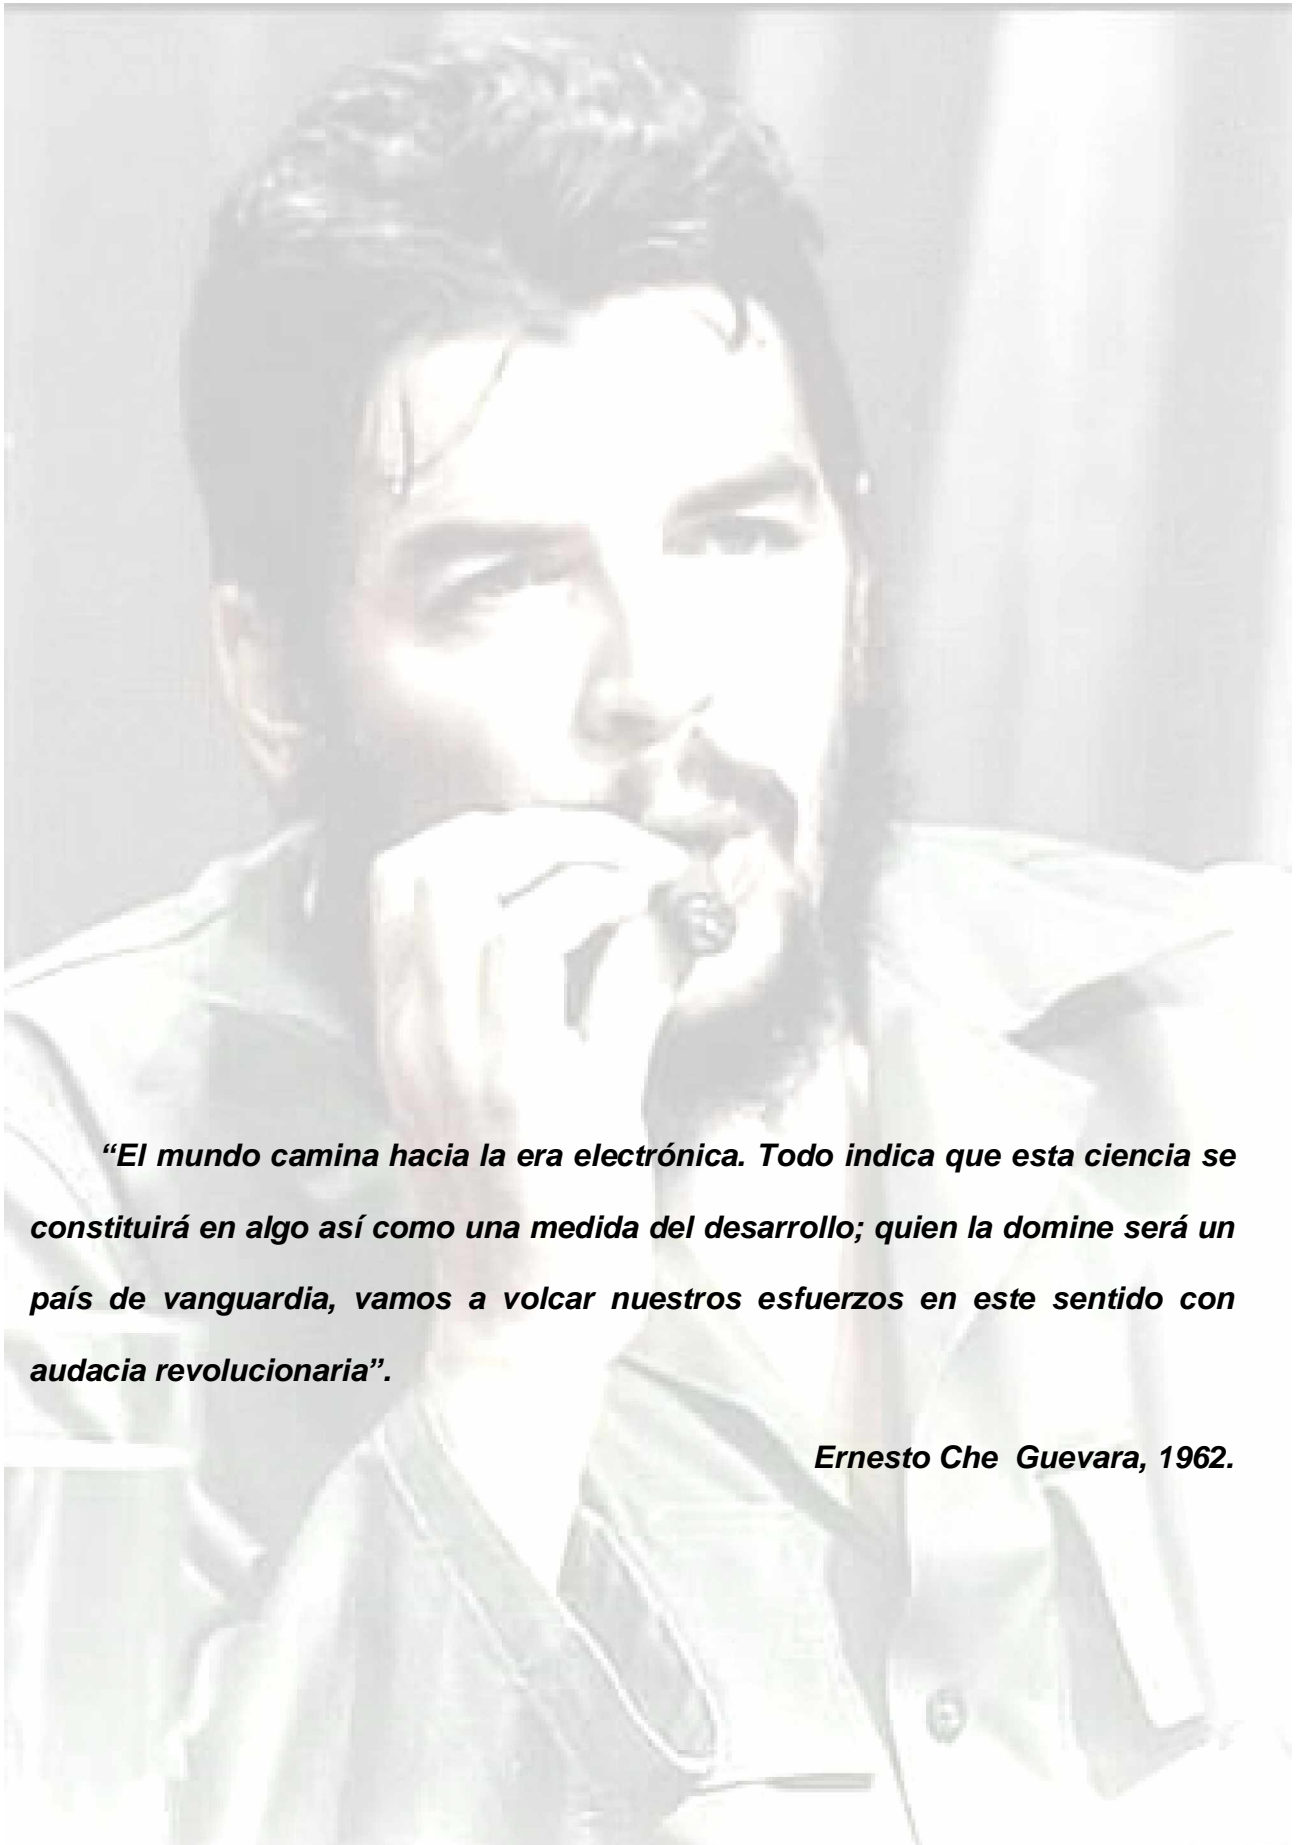 “El mundo camina hacia la era electrónica. Todo indica que esta ciencia se
constituirá en algo así como una medida del desarrollo; quien la domine será un
país de vanguardia, vamos a volcar nuestros esfuerzos en este sentido con
audacia revolucionaria”.
Ernesto Che  Guevara, 1962.